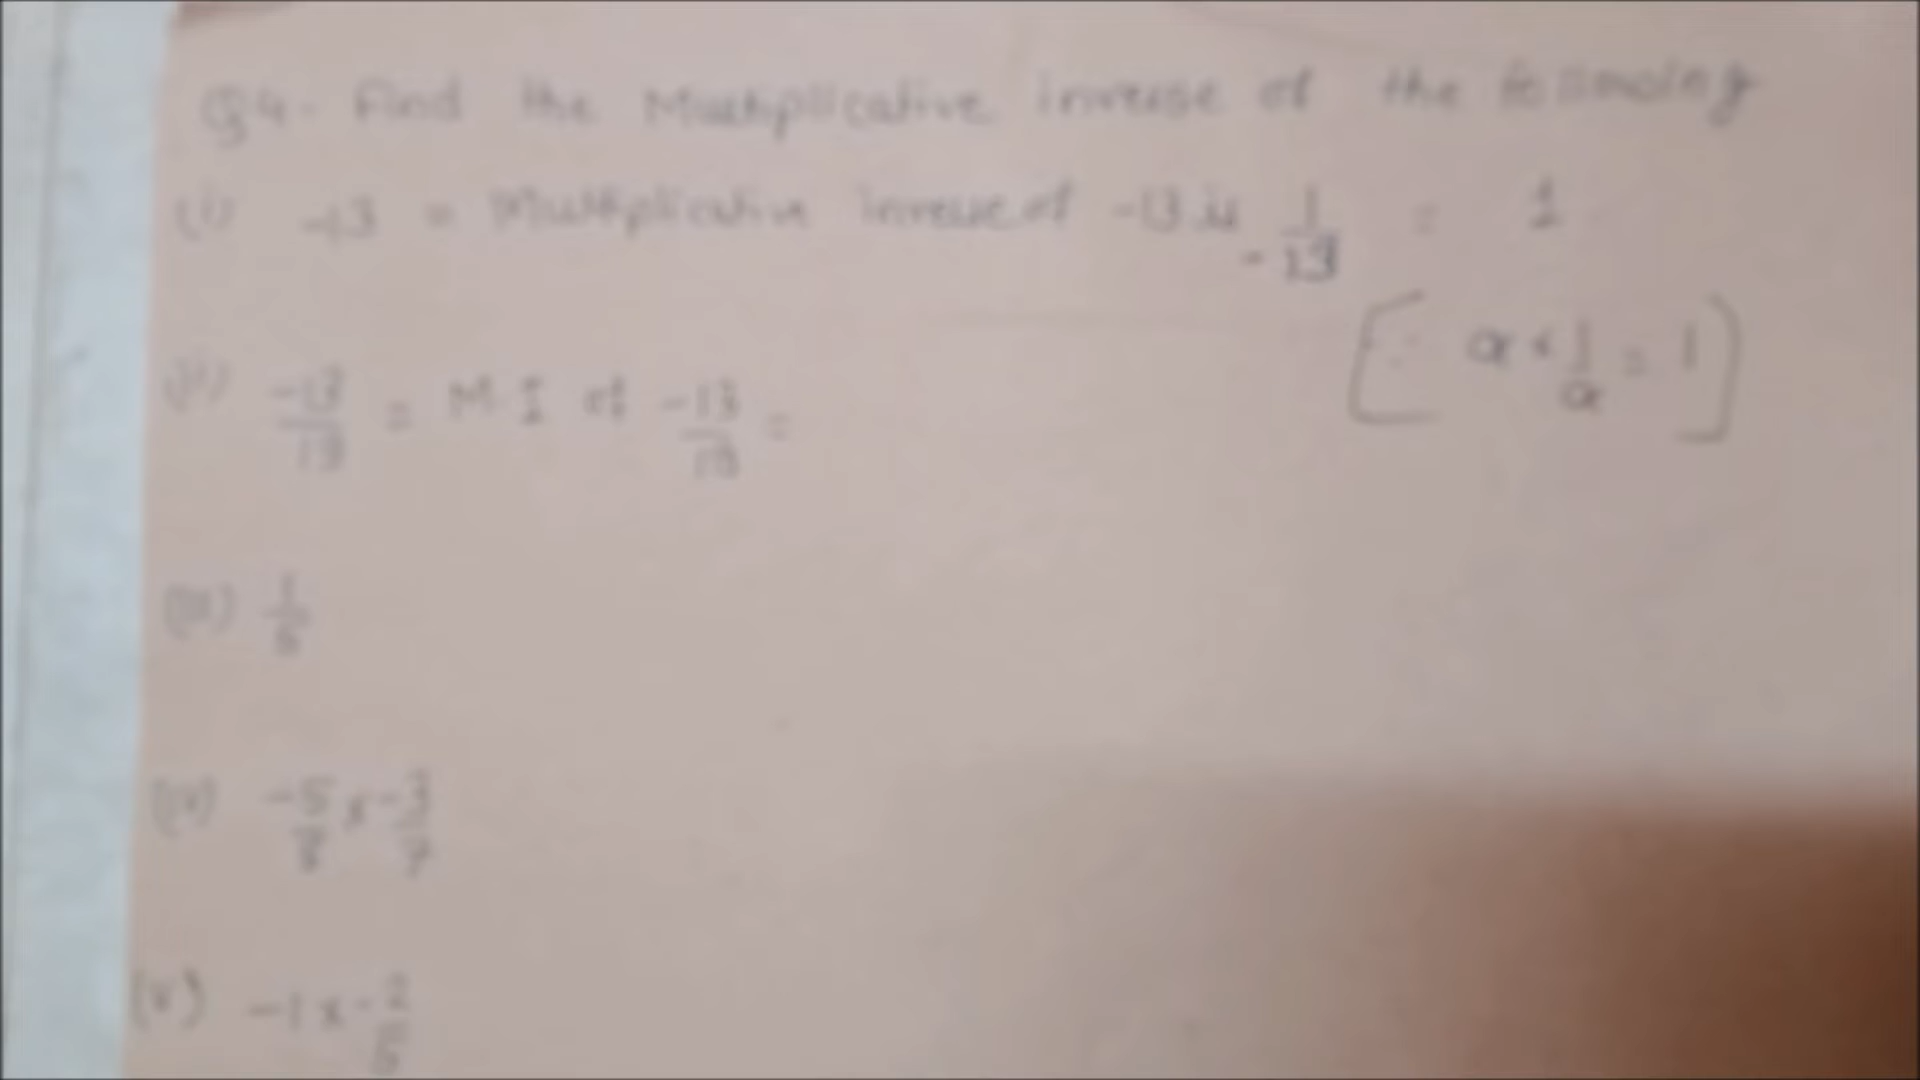 Q4- Find the Multiplicative inverse of the following
(i) -13 = Multiplicative inverse of -13 is 1/-13 = 1
[∵ a × 1/a = 1]
(ii) -13/19 = M.I of -13/19 =
(iii) 1/5
(iv) -5/8 × -3/7
(v) -1 × -2/5